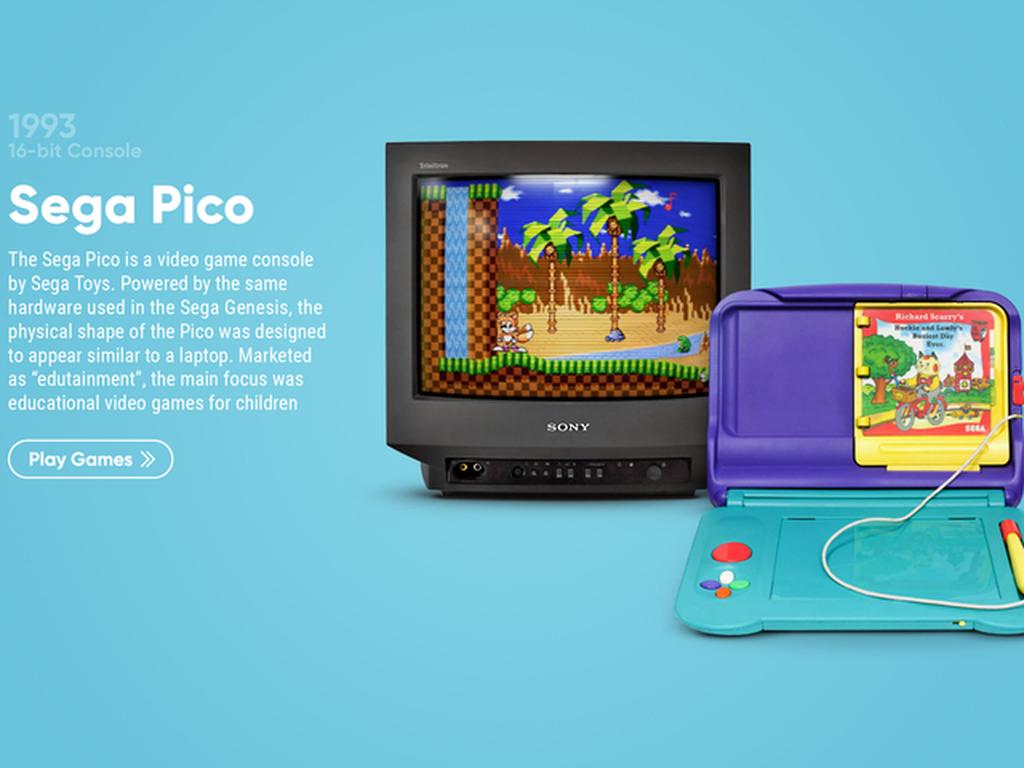 1993
16-bit Console
Sega Pico
The Sega Pico is a video game console
by Sega Toys. Powered by the same
hardware used in the Sega Genesis, the
physical shape of the Pico was designed
to appear similar to a laptop. Marketed
as “edutainment”, the main focus was
educational video games for children
Play Games
Trinitron
SONY
Richard Scarry's
Huckle and Lowly's
Busiest Day
Ever.
SEGA